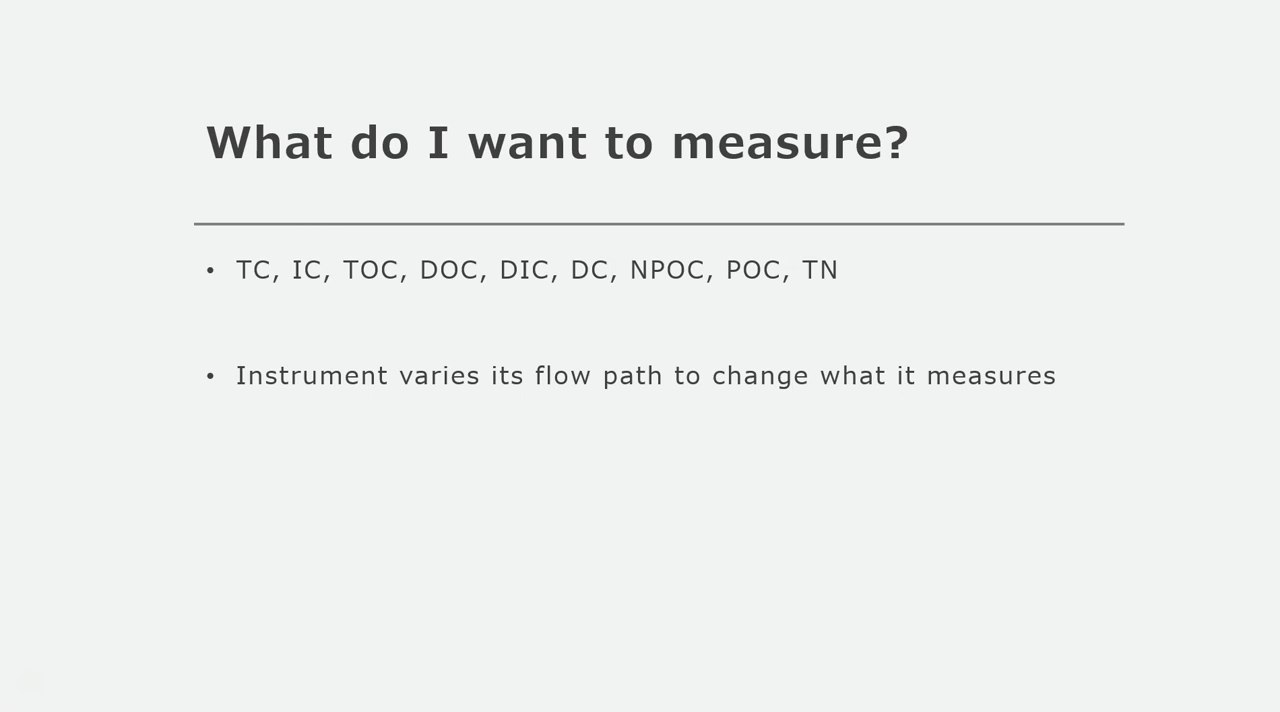 What do I want to measure?
• TC, IC, TOC, DOC, DIC, DC, NPOC, POC, TN
• Instrument varies its flow path to change what it measures